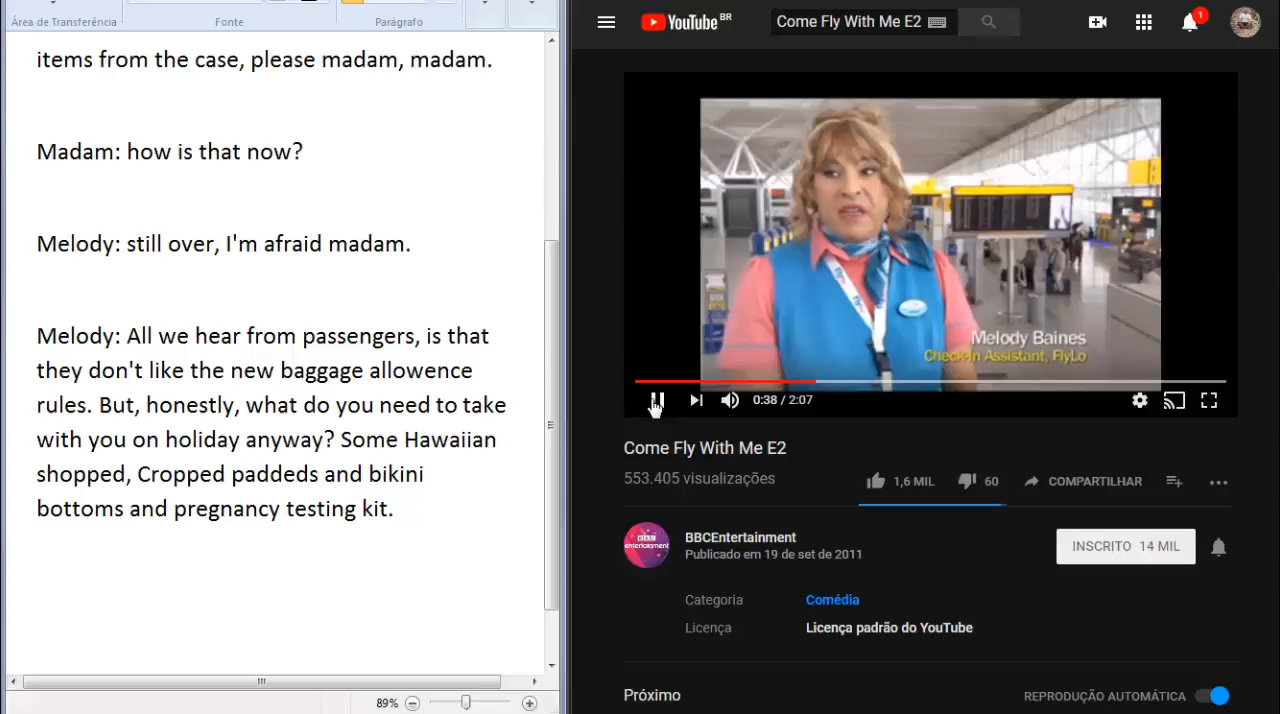 Área de Transferência
Fonte
Parágrafo
items from the case, please madam, madam.
Madam: how is that now?
Melody: still over, I'm afraid madam.
Melody: All we hear from passengers, is that
they don't like the new baggage allowence
rules. But, honestly, what do you need to take
with you on holiday anyway? Some Hawaiian
shopped, Cropped paddeds and bikini
bottoms and pregnancy testing kit.
89%
YouTube BR
Come Fly With Me E2
1
Melody Baines
Check-In Assistant, FlyLo
0:38 / 2:07
Come Fly With Me E2
553.405 visualizações
1,6 MIL
60
COMPARTILHAR
BBC
entertainment
BBCEntertainment
Publicado em 19 de set de 2011
INSCRITO 14 MIL
Categoria
Comédia
Licença
Licença padrão do YouTube
Próximo
REPRODUÇÃO AUTOMÁTICA